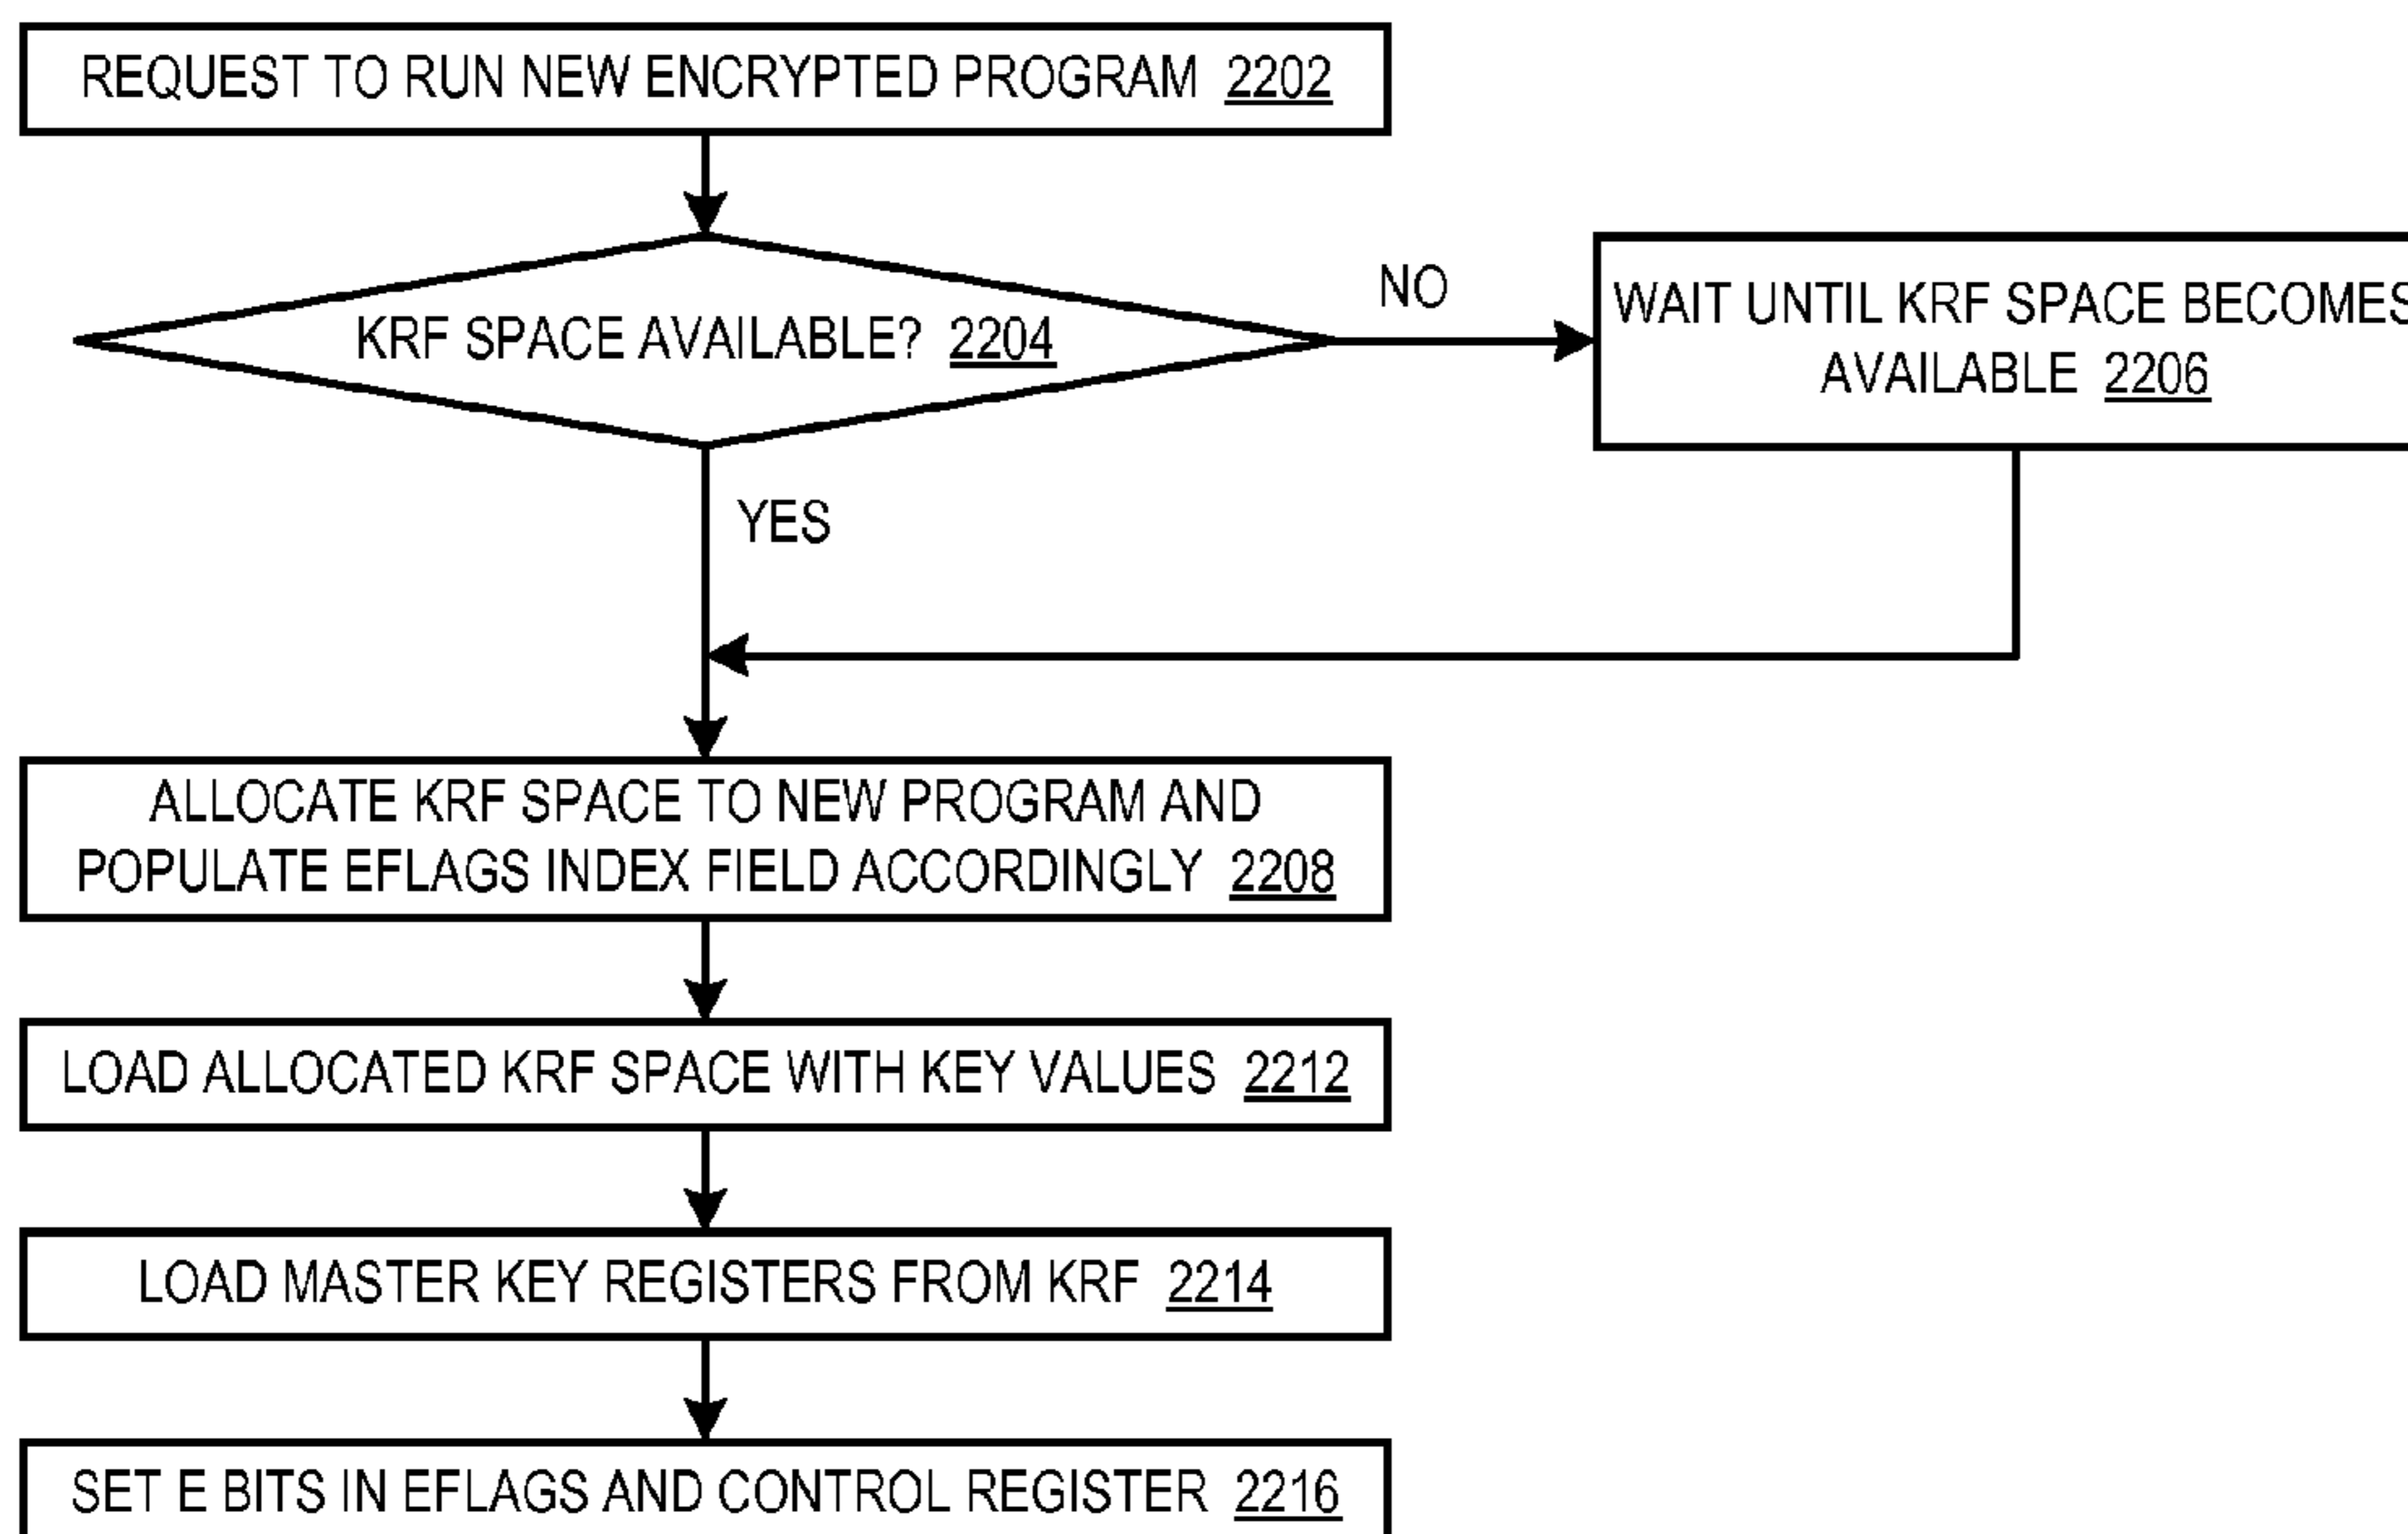 REQUEST TO RUN NEW ENCRYPTED PROGRAM 2202
KRF SPACE AVAILABLE? 2204
NO
WAIT UNTIL KRF SPACE BECOMES
AVAILABLE 2206
YES
ALLOCATE KRF SPACE TO NEW PROGRAM AND
POPULATE EFLAGS INDEX FIELD ACCORDINGLY 2208
LOAD ALLOCATED KRF SPACE WITH KEY VALUES 2212
LOAD MASTER KEY REGISTERS FROM KRF 2214
SET E BITS IN EFLAGS AND CONTROL REGISTER 2216